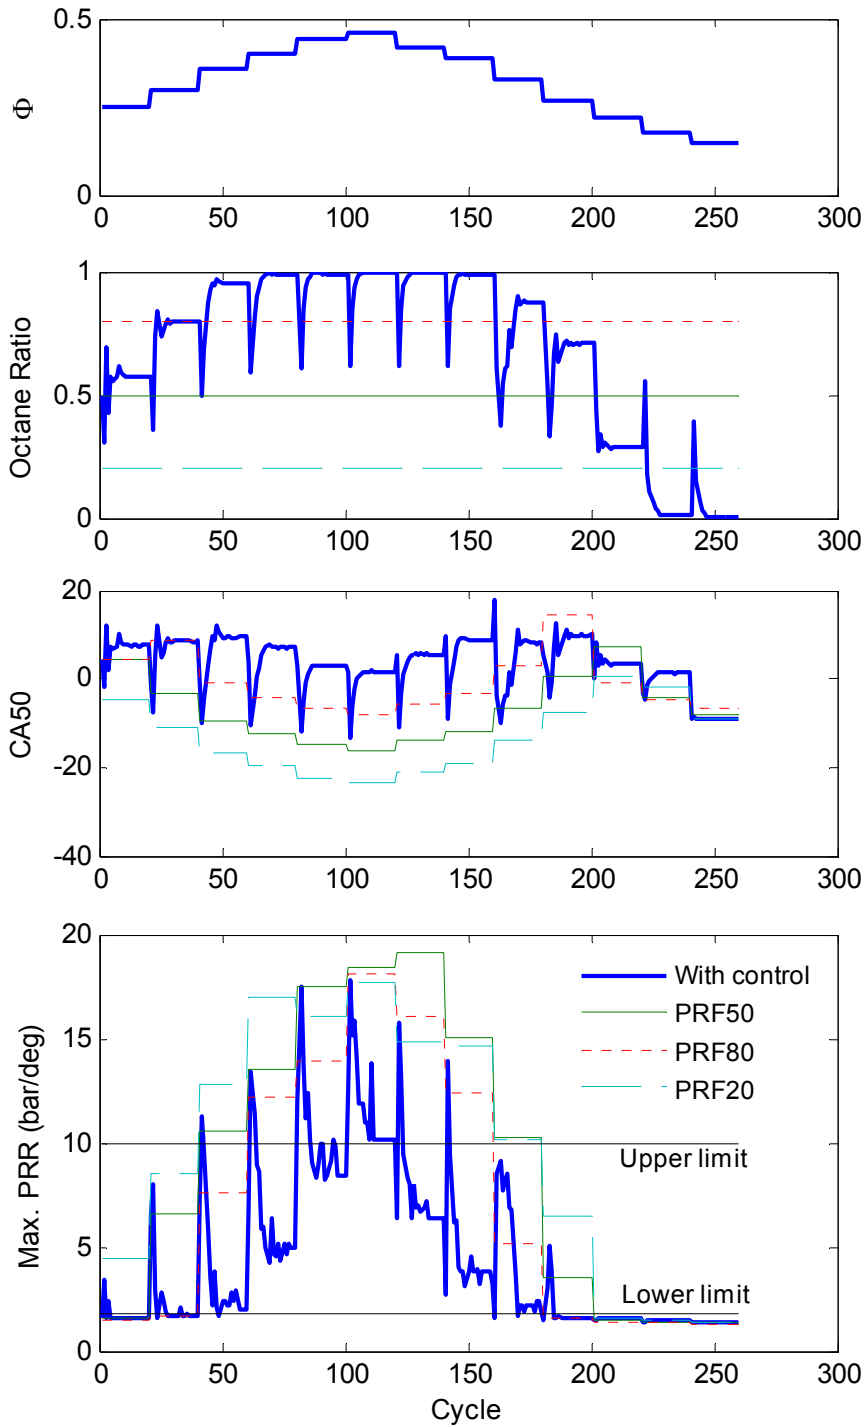 0.5
Φ
0
0 50 100 150 200 250 300
1
Octane Ratio
0.5
0
0 50 100 150 200 250 300
20
10
CA50
0
-20
-40
0 50 100 150 200 250 300
20
With control
PRF50
15
PRF80
PRF20
Max. PRR (bar/deg)
10
Upper limit
5
Lower limit
0
0 50 100 150 200 250 300
Cycle